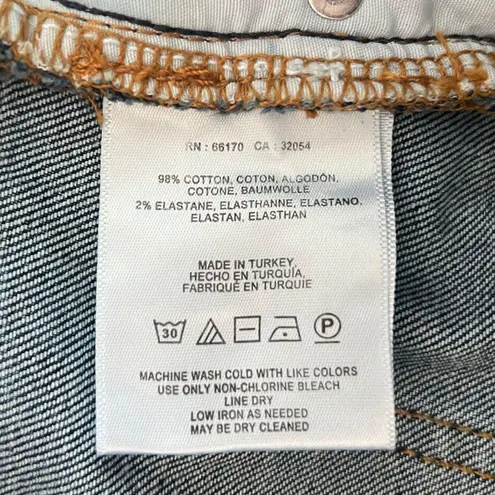 RN : 66170 CA : 32054
98% COTTON, COTON, ALGODÓN,
COTONE, BAUMWOLLE
2% ELASTANE, ELASTHANNE, ELASTANO,
ELASTAN, ELASTHAN
MADE IN TURKEY,
HECHO EN TURQUÍA,
FABRIQUÉ EN TURQUIE
30 P
MACHINE WASH COLD WITH LIKE COLORS
USE ONLY NON-CHLORINE BLEACH
LINE DRY
LOW IRON AS NEEDED
MAY BE DRY CLEANED